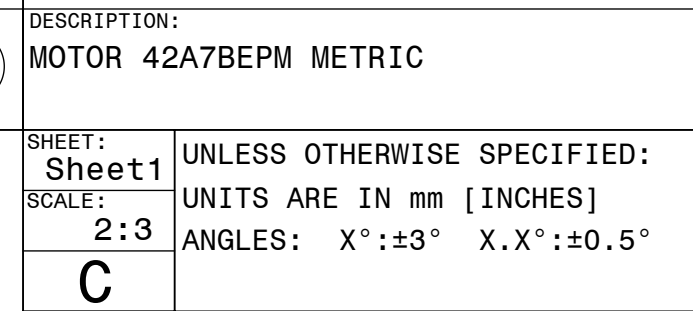 DESCRIPTION:
MOTOR 42A7BEPM METRIC
SHEET:
Sheet1
SCALE:
2:3
C
UNLESS OTHERWISE SPECIFIED:
UNITS ARE IN mm [INCHES]
ANGLES: X°:±3° X.X°:±0.5°